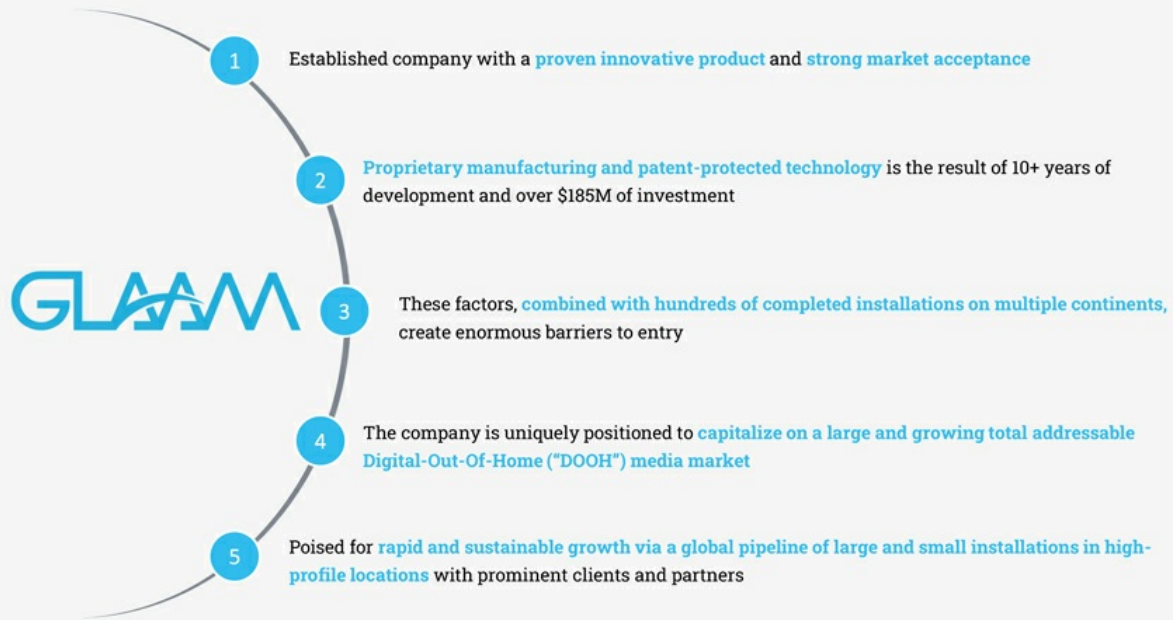 1
Established company with a proven innovative product and strong market acceptance
2
Proprietary manufacturing and patent-protected technology is the result of 10+ years of
development and over $185M of investment
GLAAM
3
These factors, combined with hundreds of completed installations on multiple continents,
create enormous barriers to entry
4
The company is uniquely positioned to capitalize on a large and growing total addressable
Digital-Out-Of-Home (“DOOH”) media market
5
Poised for rapid and sustainable growth via a global pipeline of large and small installations in high-
profile locations with prominent clients and partners